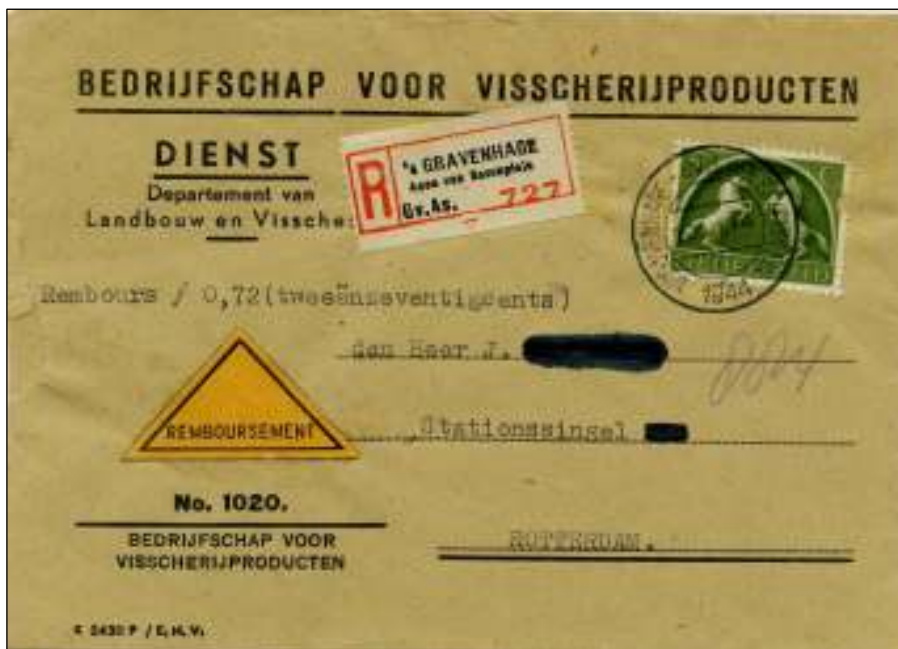 BEDRIJFSCHAP VOOR VISSCHERIJPRODUCTEN
DIENST
Departement van
Landbouw en Vissche
R
's GRAVENHAGE
Gv.As. 727
1944
Rembours / 0,72(tweeënzeventigcents)
den Heer J.
Stationssingel
REMBOURSEMENT
No. 1020.
BEDRIJFSCHAP VOOR
VISSCHERIJPRODUCTEN
ROTTERDAM.